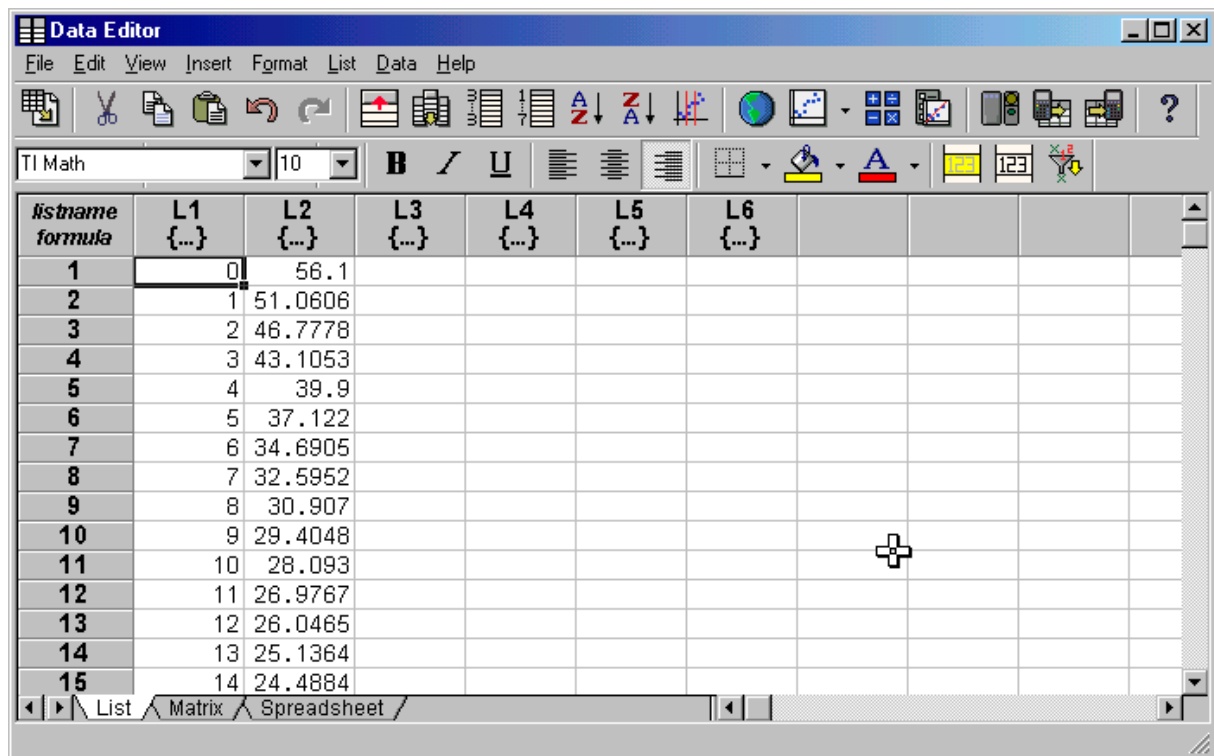 Data Editor
File Edit View Insert Format List Data Help
TI Math 10 B I U A 123 123
listname L1 L2 L3 L4 L5 L6
formula {...} {...} {...} {...} {...} {...}
1 0 56.1
2 1 51.0606
3 2 46.7778
4 3 43.1053
5 4 39.9
6 5 37.122
7 6 34.6905
8 7 32.5952
9 8 30.907
10 9 29.4048
11 10 28.093
12 11 26.9767
13 12 26.0465
14 13 25.1364
15 14 24.4884
List Matrix Spreadsheet